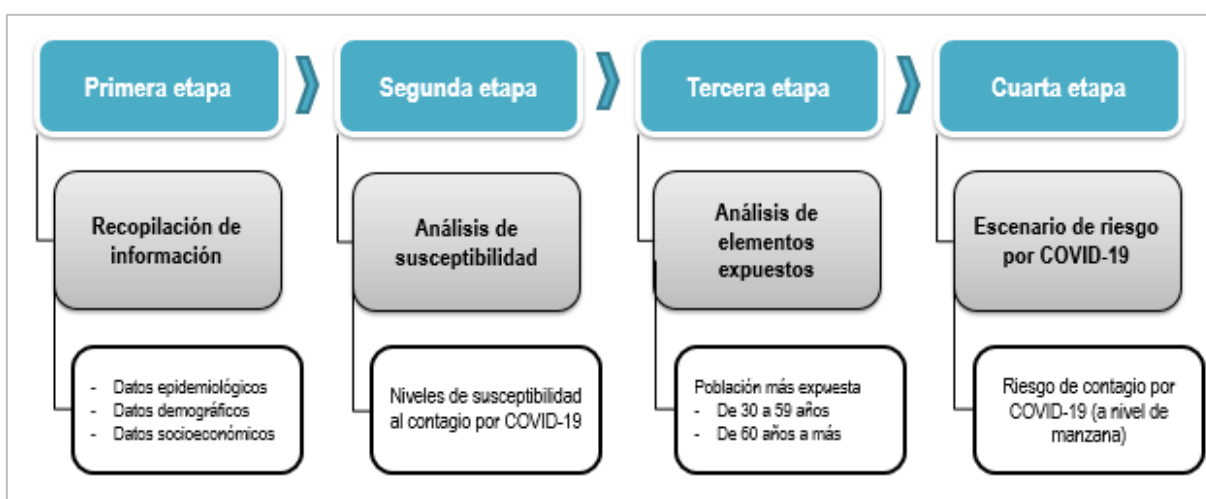 Primera etapa
Segunda etapa
Tercera etapa
Cuarta etapa
Recopilación de
información
Análisis de
susceptibilidad
Análisis de
elementos
expuestos
Escenario de riesgo
por COVID-19
- Datos epidemiológicos
- Datos demográficos
- Datos socioeconómicos
Niveles de susceptibilidad
al contagio por COVID-19
Población más expuesta
- De 30 a 59 años
- De 60 años a más
Riesgo de contagio por
COVID-19 (a nivel de
manzana)